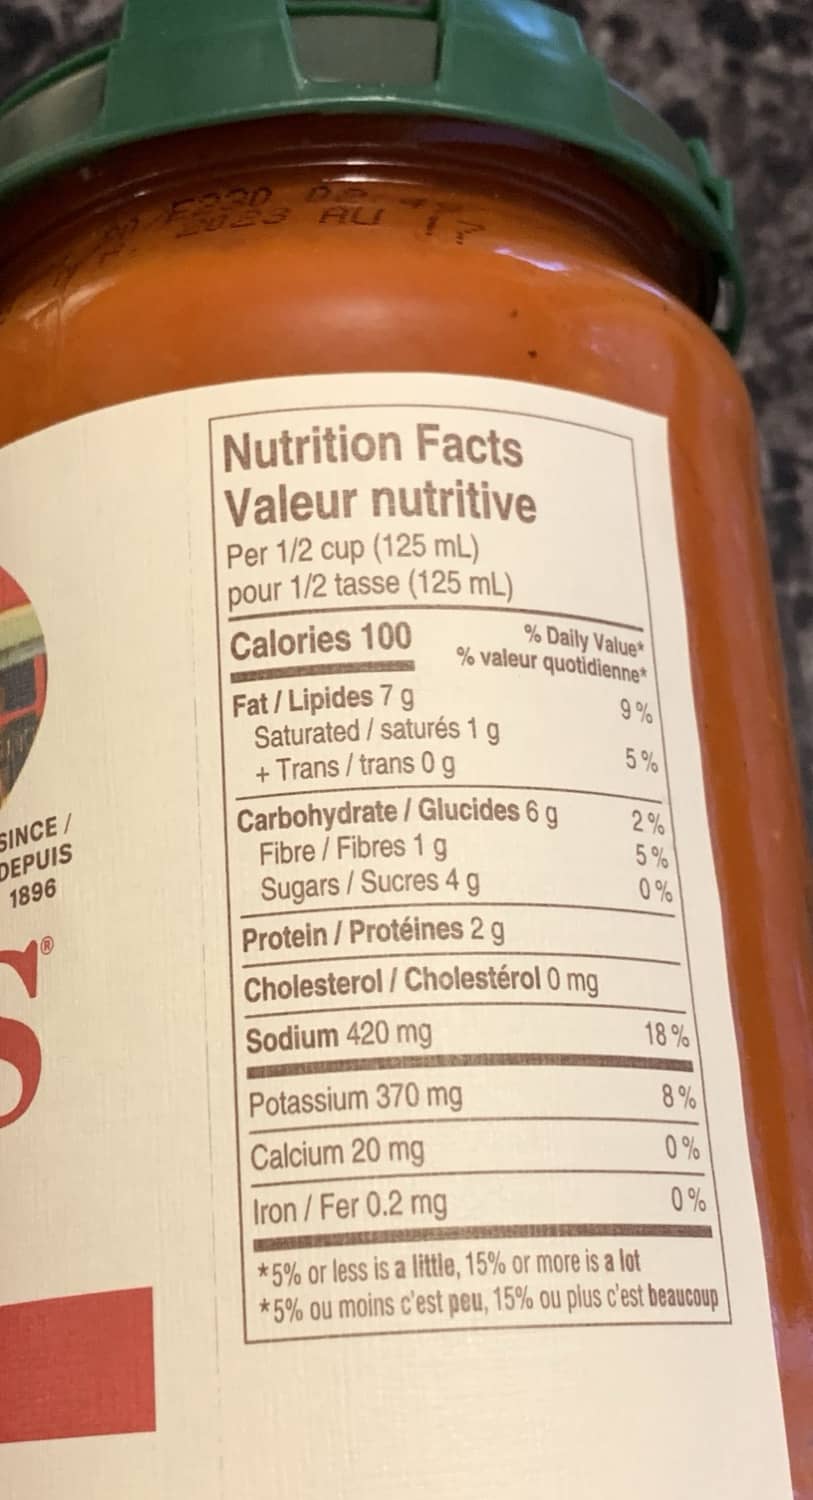 2023 AU
Nutrition Facts
Valeur nutritive
Per 1/2 cup (125 mL)
pour 1/2 tasse (125 mL)
Calories 100
% Daily Value*
% valeur quotidienne*
Fat / Lipides 7 g 9 %
Saturated / saturés 1 g
+ Trans / trans 0 g 5 %
Carbohydrate / Glucides 6 g 2 %
Fibre / Fibres 1 g 5 %
Sugars / Sucres 4 g 0 %
Protein / Protéines 2 g
Cholesterol / Cholestérol 0 mg
Sodium 420 mg 18 %
Potassium 370 mg 8 %
Calcium 20 mg 0 %
Iron / Fer 0.2 mg 0 %
*5% or less is a little, 15% or more is a lot
*5% ou moins c'est peu, 15% ou plus c'est beaucoup
SINCE /
DEPUIS
1896
S®